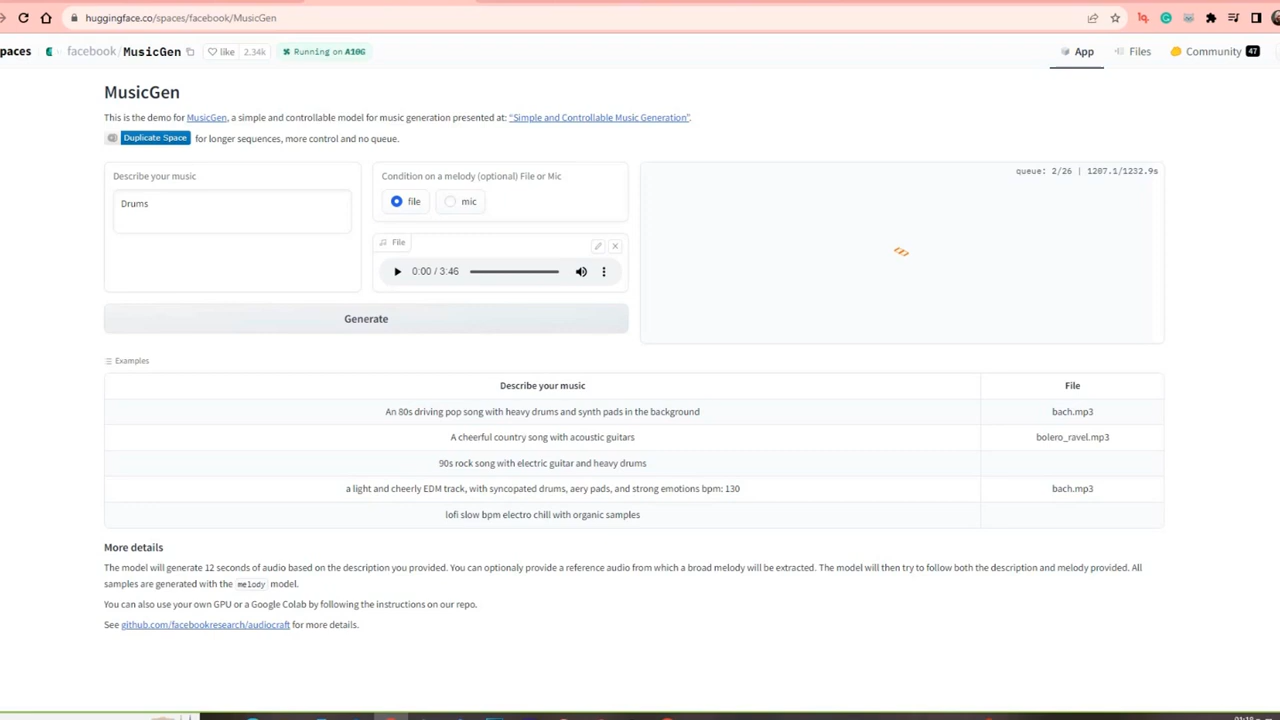 huggingface.co/spaces/facebook/MusicGen
paces facebook/MusicGen like 2.34k Running on A10G App Files Community 47
MusicGen
This is the demo for MusicGen, a simple and controllable model for music generation presented at: "Simple and Controllable Music Generation".
Duplicate Space for longer sequences, more control and no queue.
Describe your music
Drums
Condition on a melody (optional) File or Mic
file mic
File
0:00 / 3:46
queue: 2/26 | 1207.1/1232.9s
Generate
Examples
Describe your music File
An 80s driving pop song with heavy drums and synth pads in the background bach.mp3
A cheerful country song with acoustic guitars bolero_ravel.mp3
90s rock song with electric guitar and heavy drums
a light and cheerly EDM track, with syncopated drums, aery pads, and strong emotions bpm: 130 bach.mp3
lofi slow bpm electro chill with organic samples
More details
The model will generate 12 seconds of audio based on the description you provided. You can optionaly provide a reference audio from which a broad melody will be extracted. The model will then try to follow both the description and melody provided. All
samples are generated with the melody model.
You can also use your own GPU or a Google Colab by following the instructions on our repo.
See github.com/facebookresearch/audiocraft for more details.